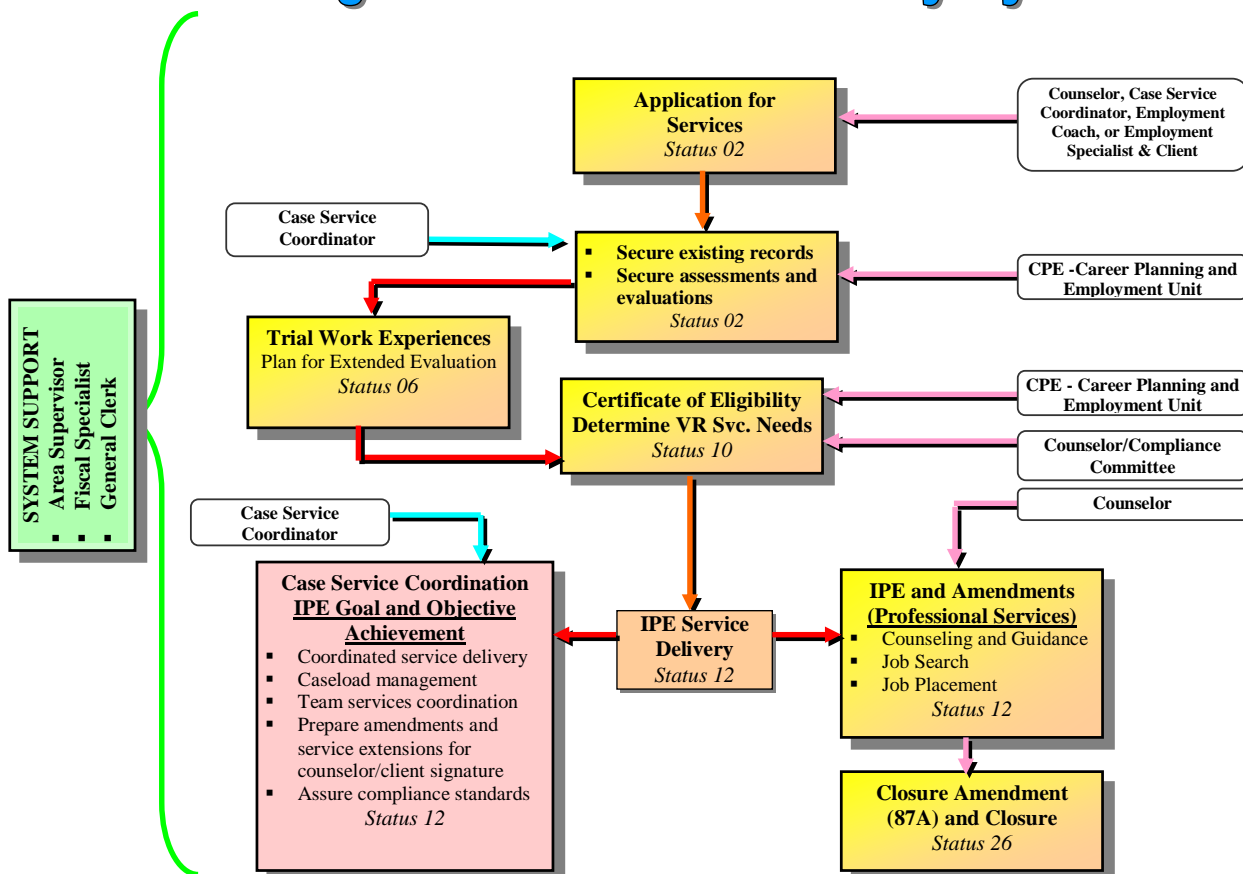 Application for
Services
Status 02
Counselor, Case Service
Coordinator, Employment
Coach, or Employment
Specialist & Client
Case Service
Coordinator
▪ Secure existing records
▪ Secure assessments and
evaluations
Status 02
CPE -Career Planning and
Employment Unit
SYSTEM SUPPORT
▪ Area Supervisor
▪ Fiscal Specialist
▪ General Clerk
Trial Work Experiences
Plan for Extended Evaluation
Status 06
Certificate of Eligibility
Determine VR Svc. Needs
Status 10
CPE - Career Planning and
Employment Unit
Counselor/Compliance
Committee
Case Service
Coordinator
Counselor
Case Service Coordination
IPE Goal and Objective
Achievement
▪ Coordinated service delivery
▪ Caseload management
▪ Team services coordination
▪ Prepare amendments and
service extensions for
counselor/client signature
▪ Assure compliance standards
Status 12
IPE Service
Delivery
Status 12
IPE and Amendments
(Professional Services)
▪ Counseling and Guidance
▪ Job Search
▪ Job Placement
Status 12
Closure Amendment
(87A) and Closure
Status 26